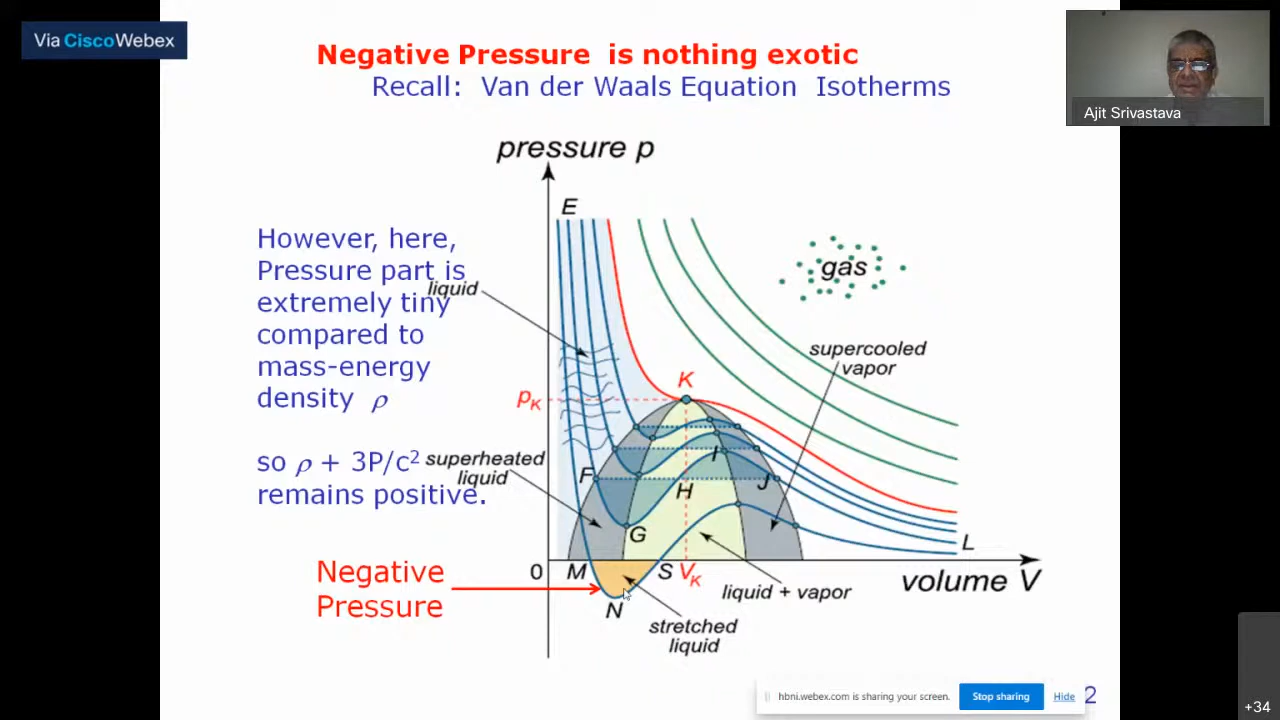 Via Cisco Webex
Negative Pressure is nothing exotic
Recall: Van der Waals Equation Isotherms
Ajit Srivastava
pressure p
E
However, here,
Pressure part is
extremely tiny
compared to
mass-energy
density ρ
so ρ + 3P/c²
remains positive.
liquid
gas
supercooled
vapor
K
pK
superheated
liquid
F
I
J
H
G
L
0
M
S
VK
volume V
Negative
Pressure
N
liquid + vapor
stretched
liquid
hbni.webex.com is sharing your screen.
Stop sharing
Hide
2
+34